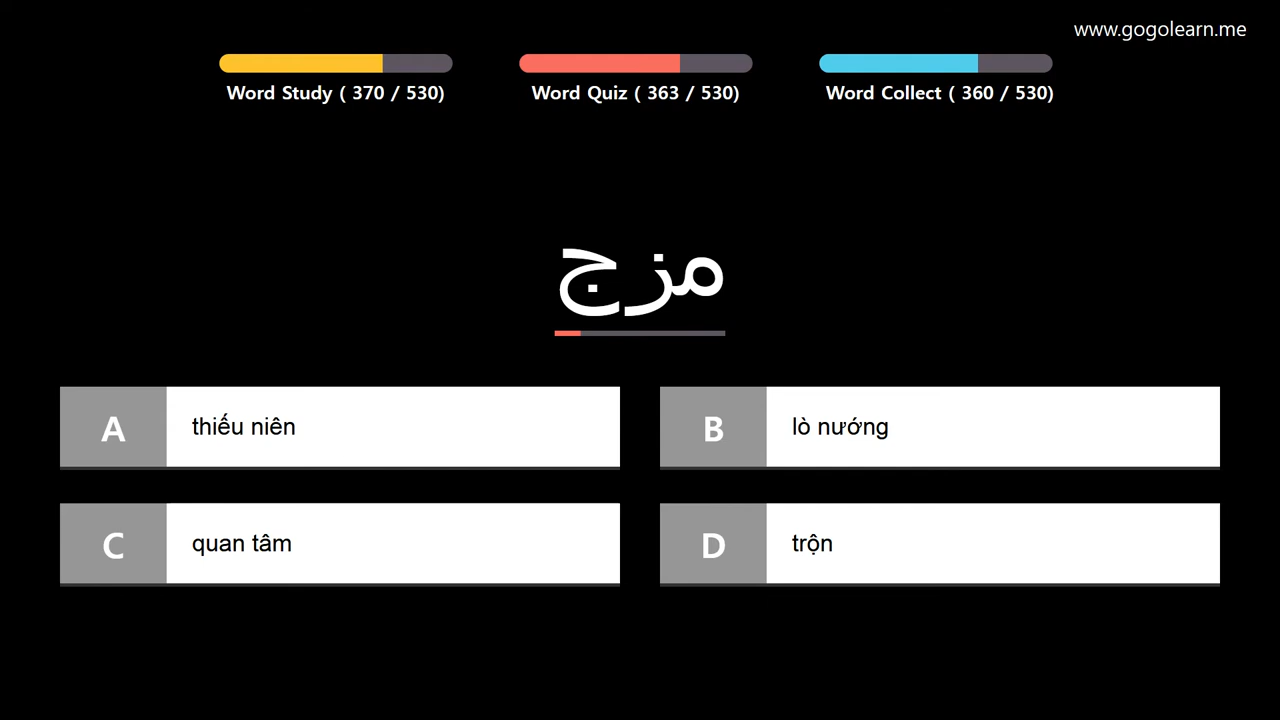 www.gogolearn.me
Word Study ( 370 / 530)
Word Quiz ( 363 / 530)
Word Collect ( 360 / 530)
مزج
A thiếu niên
B lò nướng
C quan tâm
D trộn